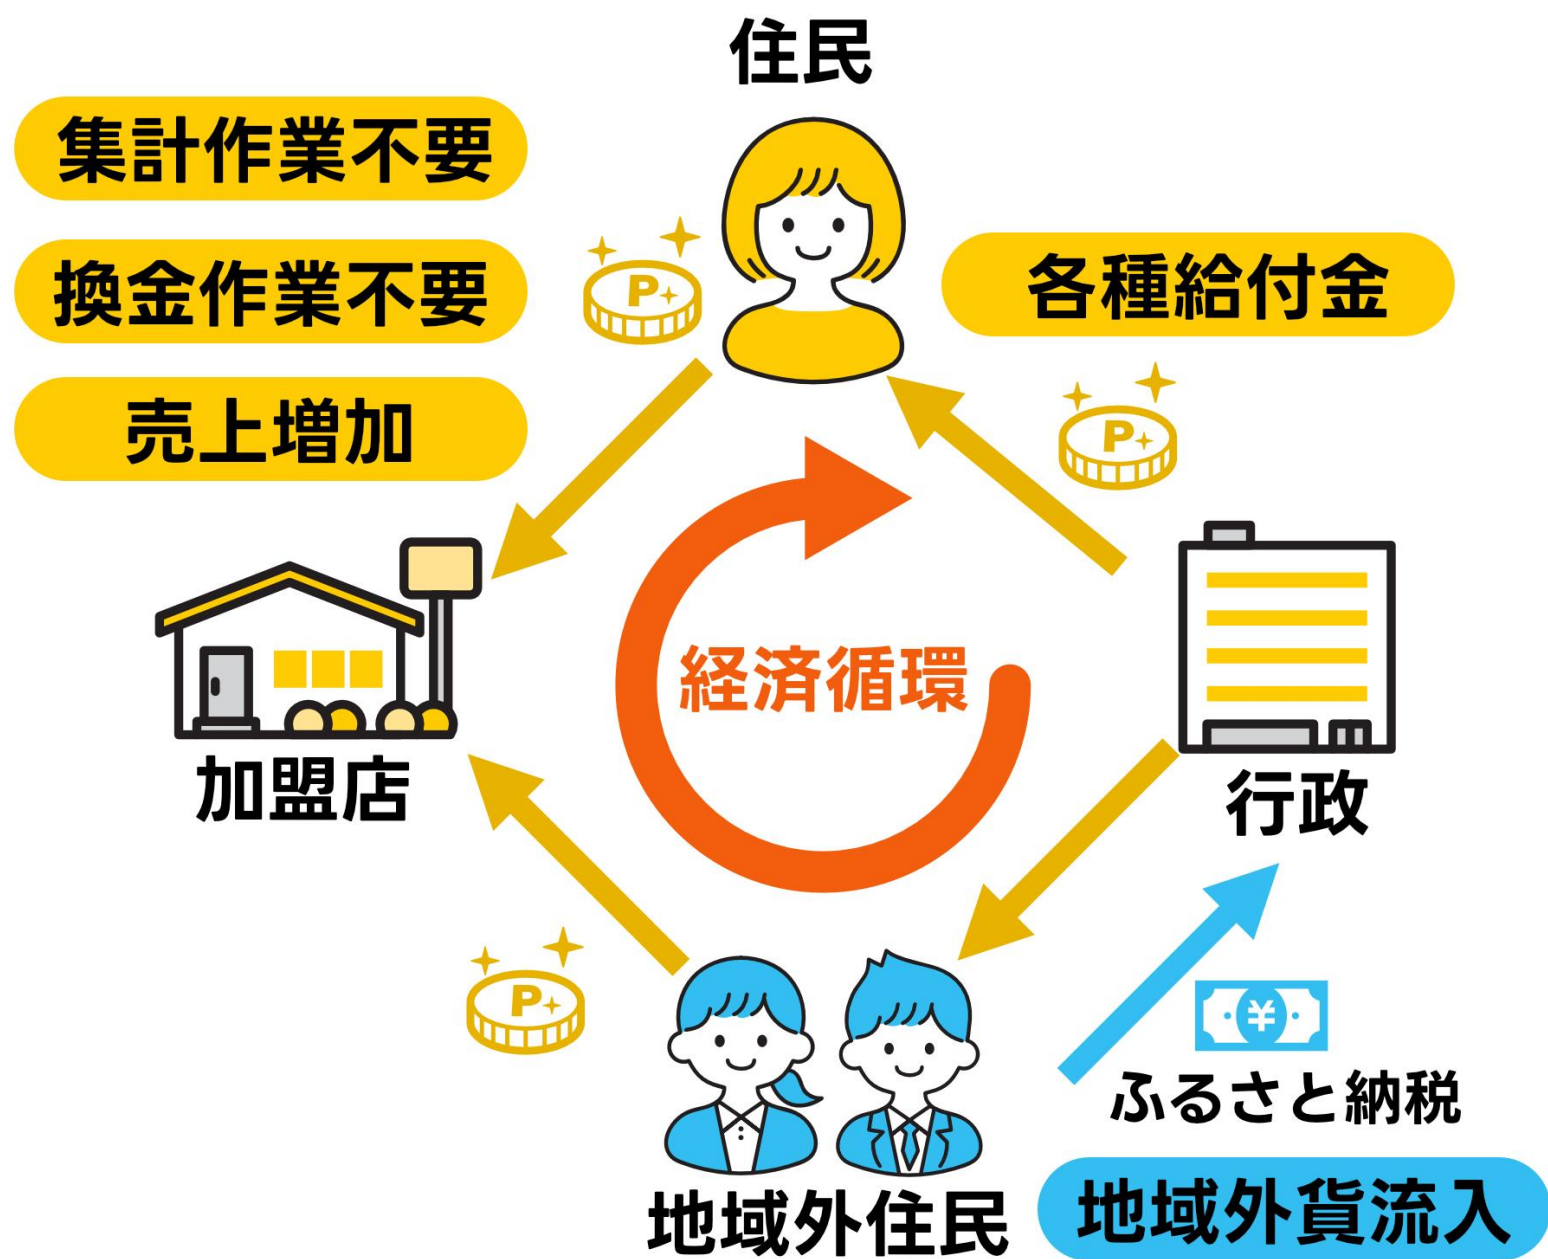 住民
集計作業不要
換金作業不要
売上増加
P
各種給付金
P
経済循環
加盟店
行政
P
¥
ふるさと納税
地域外住民
地域外貨流入